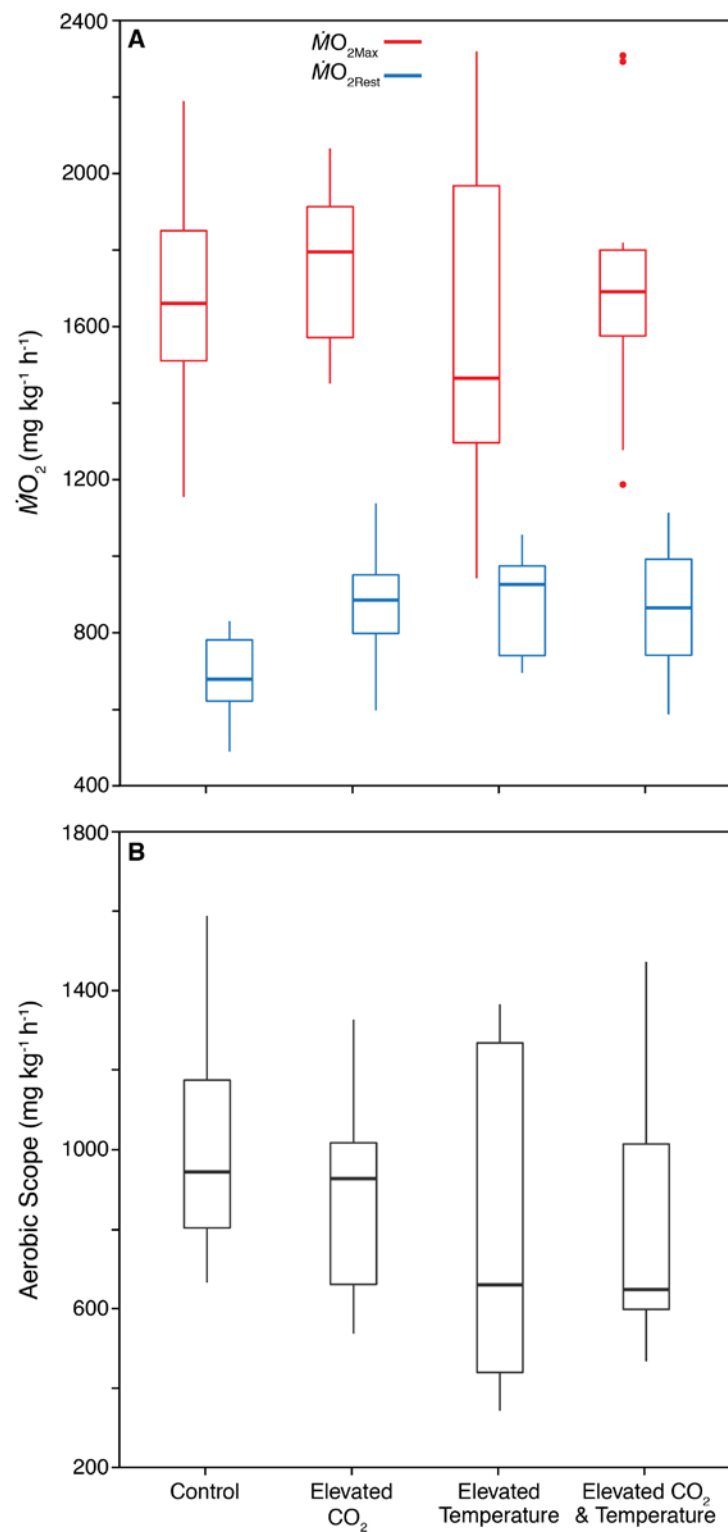 A
ṀO₂Max
ṀO₂Rest
2400
2000
1600
1200
800
400
ṀO₂ (mg kg⁻¹ h⁻¹)
B
1800
1400
1000
600
200
Aerobic Scope (mg kg⁻¹ h⁻¹)
Control
Elevated
CO₂
Elevated
Temperature
Elevated CO₂
& Temperature